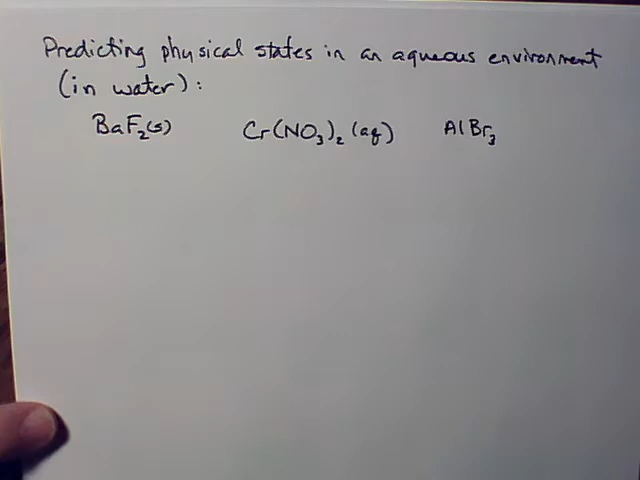 Predicting physical states in an aqueous environment
(in water):
BaF₂(s) Cr(NO₃)₂ (aq) AlBr₃